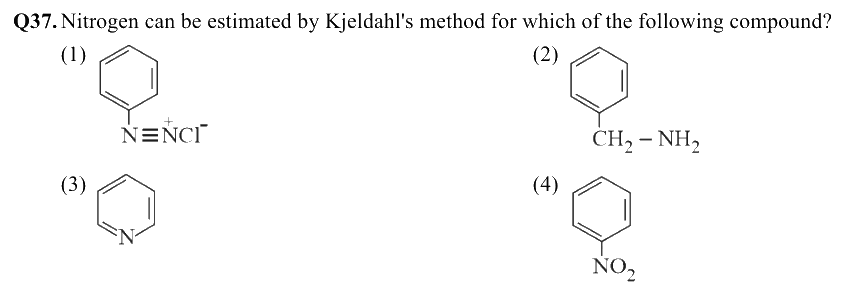 Q37. Nitrogen can be estimated by Kjeldahl's method for which of the following compound?
(1) (2)
N≡N⁺Cl⁻ CH₂ – NH₂
(3) (4)
N
NO₂